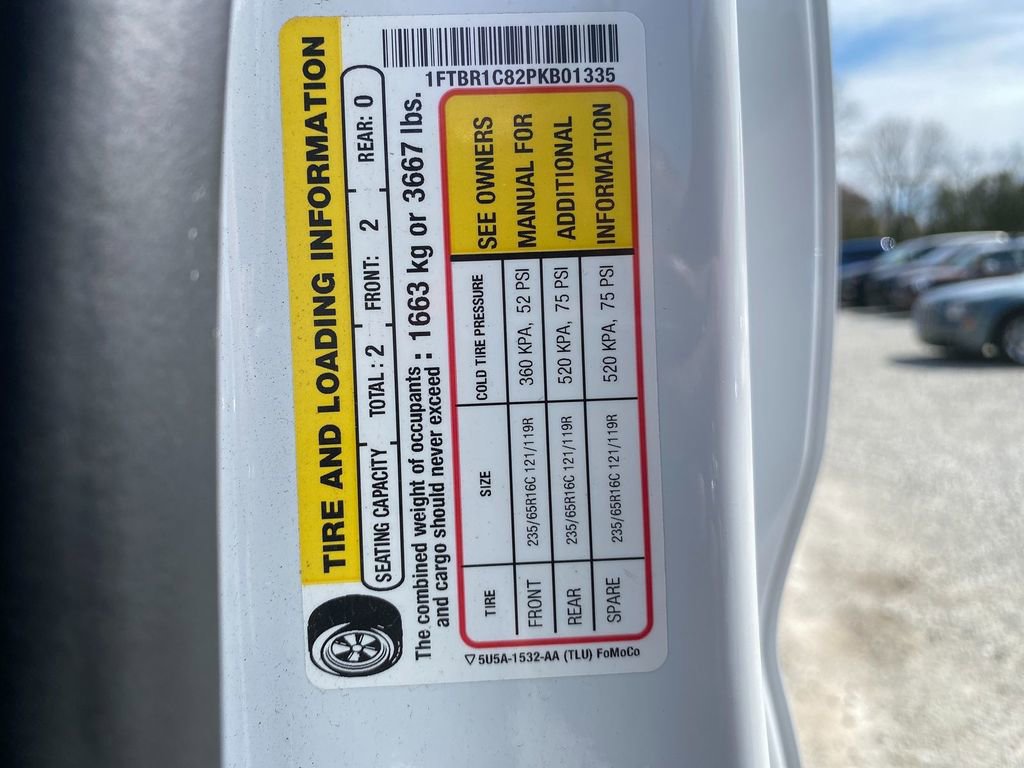 TIRE AND LOADING INFORMATION
SEATING CAPACITY TOTAL : 2 FRONT: 2 REAR: 0
The combined weight of occupants : 1663 kg or 3667 lbs.
and cargo should never exceed
1FTBR1C82PKB01335
TIRE SIZE COLD TIRE PRESSURE
FRONT 235/65R16C 121/119R 360 KPA, 52 PSI
REAR 235/65R16C 121/119R 520 KPA, 75 PSI
SPARE 235/65R16C 121/119R 520 KPA, 75 PSI
SEE OWNERS
MANUAL FOR
ADDITIONAL
INFORMATION
5U5A-1532-AA (TLU) FoMoCo